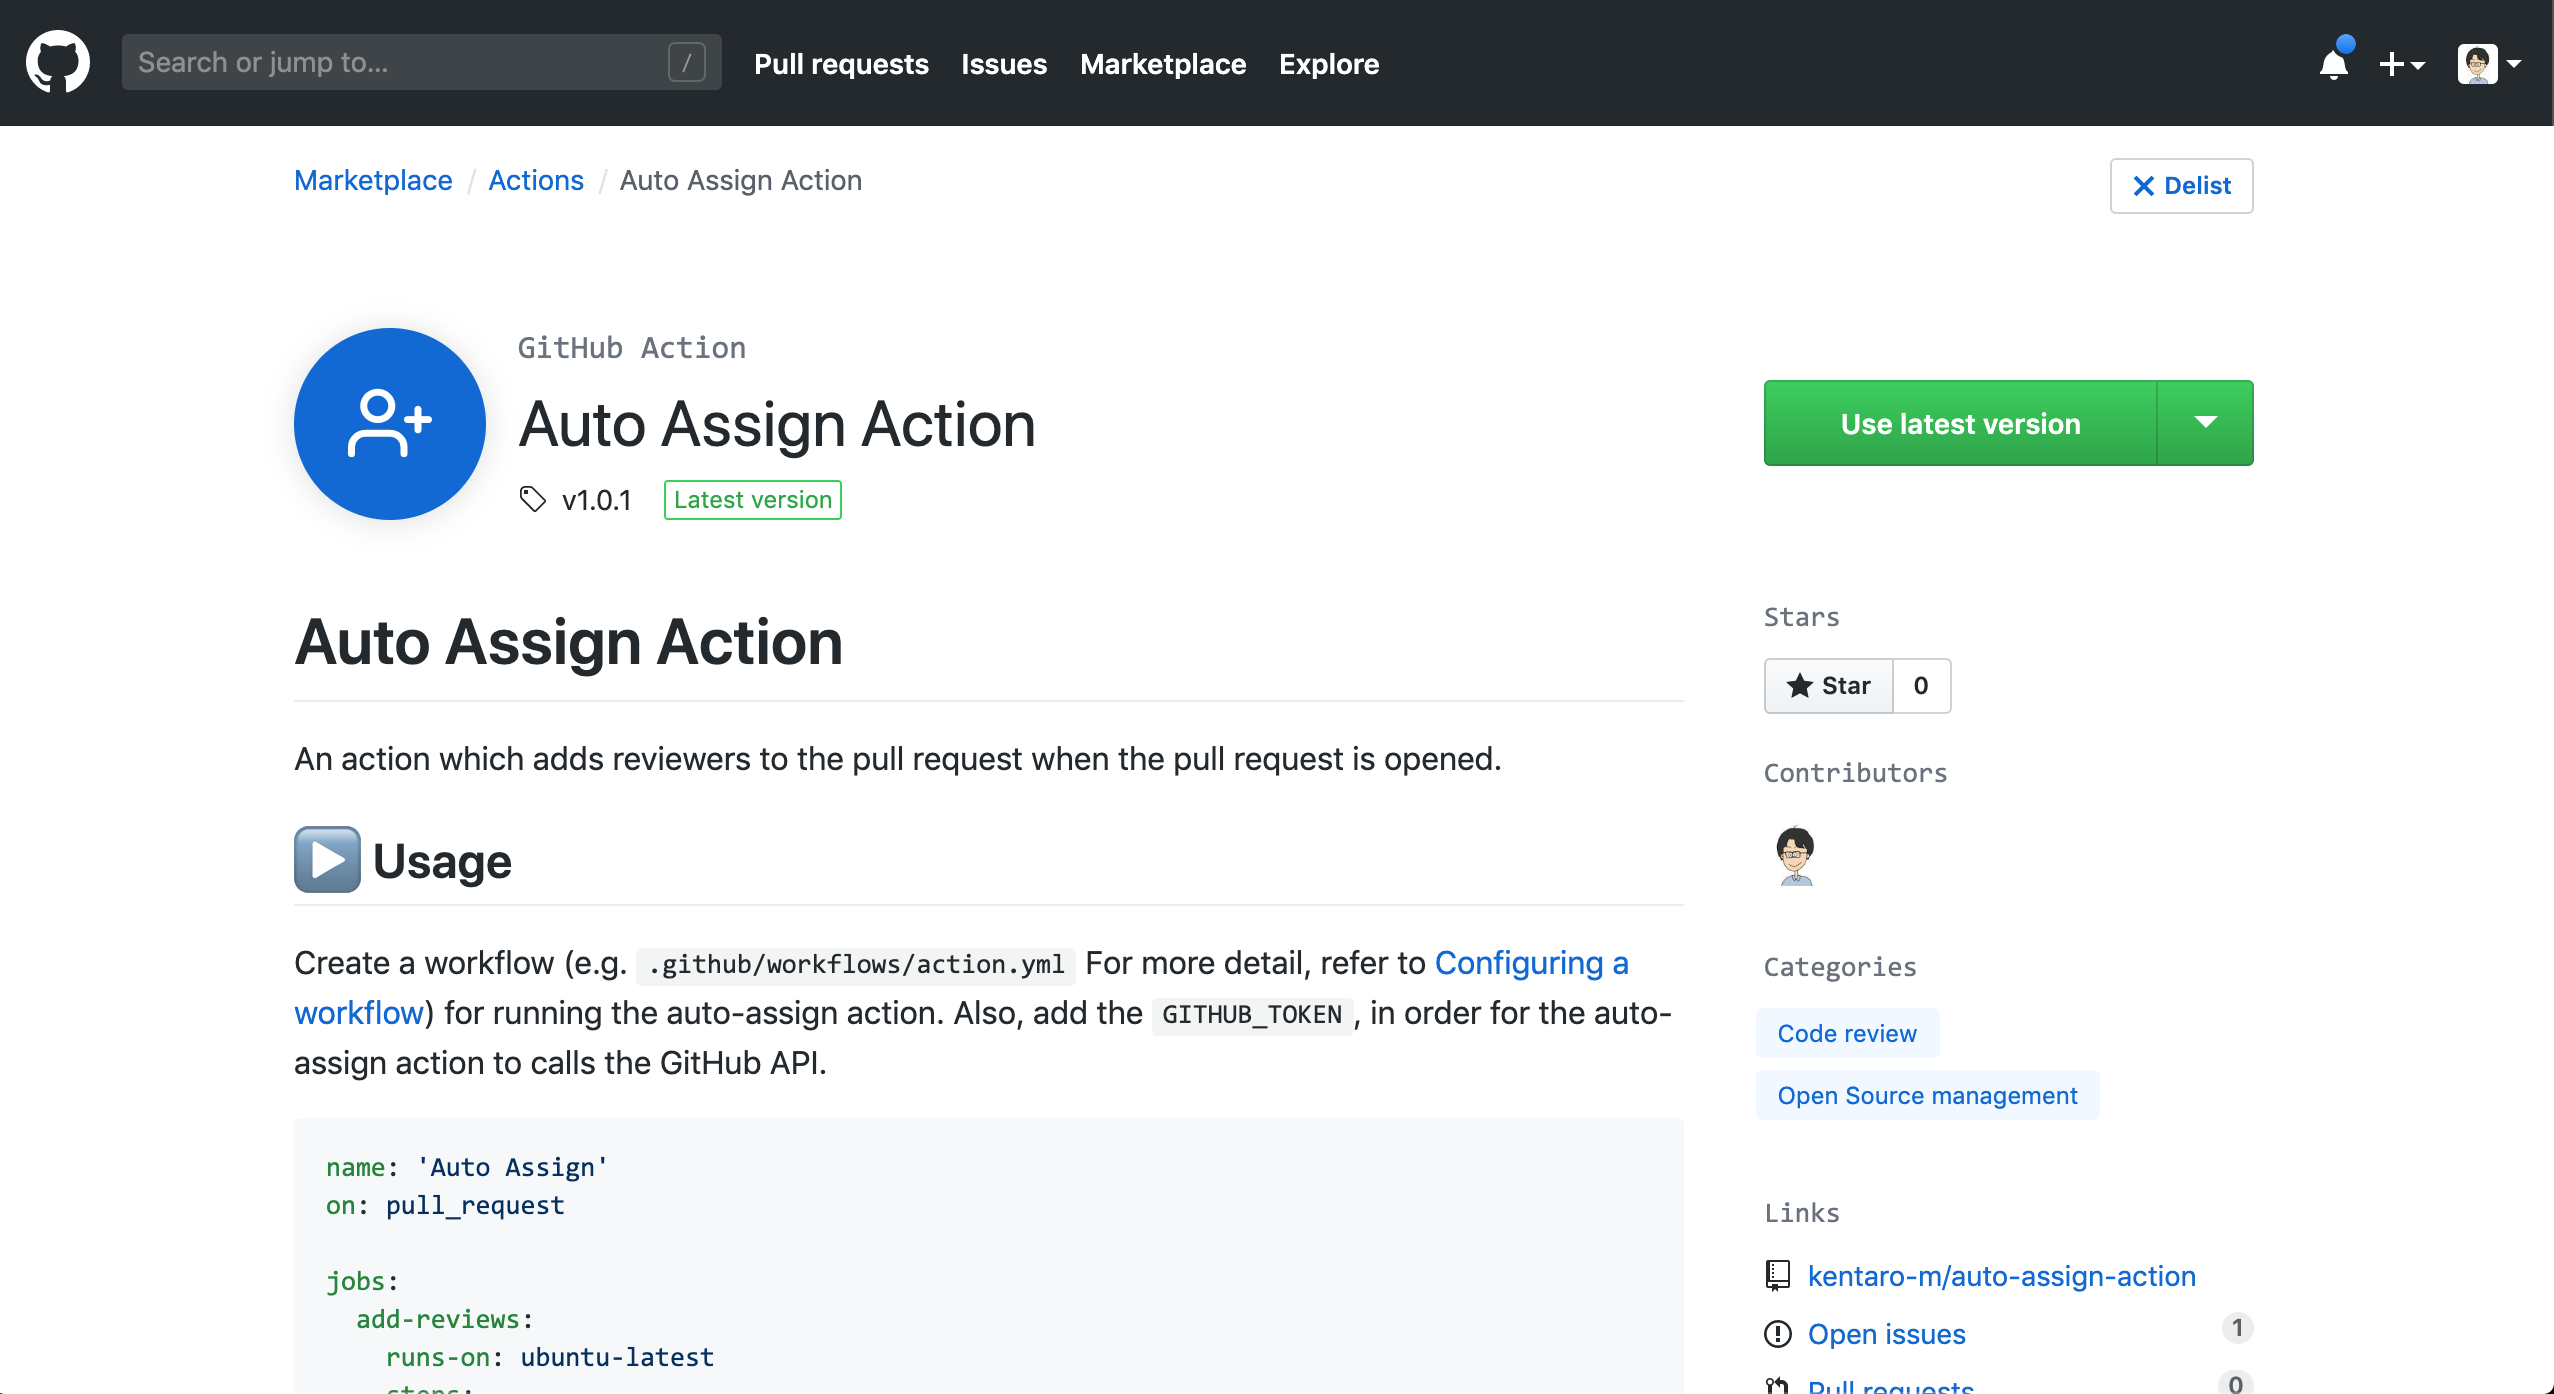 Search or jump to...
/
Pull requests
Issues
Marketplace
Explore
Marketplace / Actions / Auto Assign Action
Delist
GitHub Action
Auto Assign Action
v1.0.1
Latest version
Use latest version
Auto Assign Action
An action which adds reviewers to the pull request when the pull request is opened.
Usage
Create a workflow (e.g. .github/workflows/action.yml For more detail, refer to Configuring a
workflow) for running the auto-assign action. Also, add the GITHUB_TOKEN, in order for the auto-
assign action to calls the GitHub API.
name: 'Auto Assign'
on: pull_request
jobs:
add-reviews:
runs-on: ubuntu-latest
steps:
Stars
Star 0
Contributors
Categories
Code review
Open Source management
Links
kentaro-m/auto-assign-action
Open issues 1
Pull requests 0